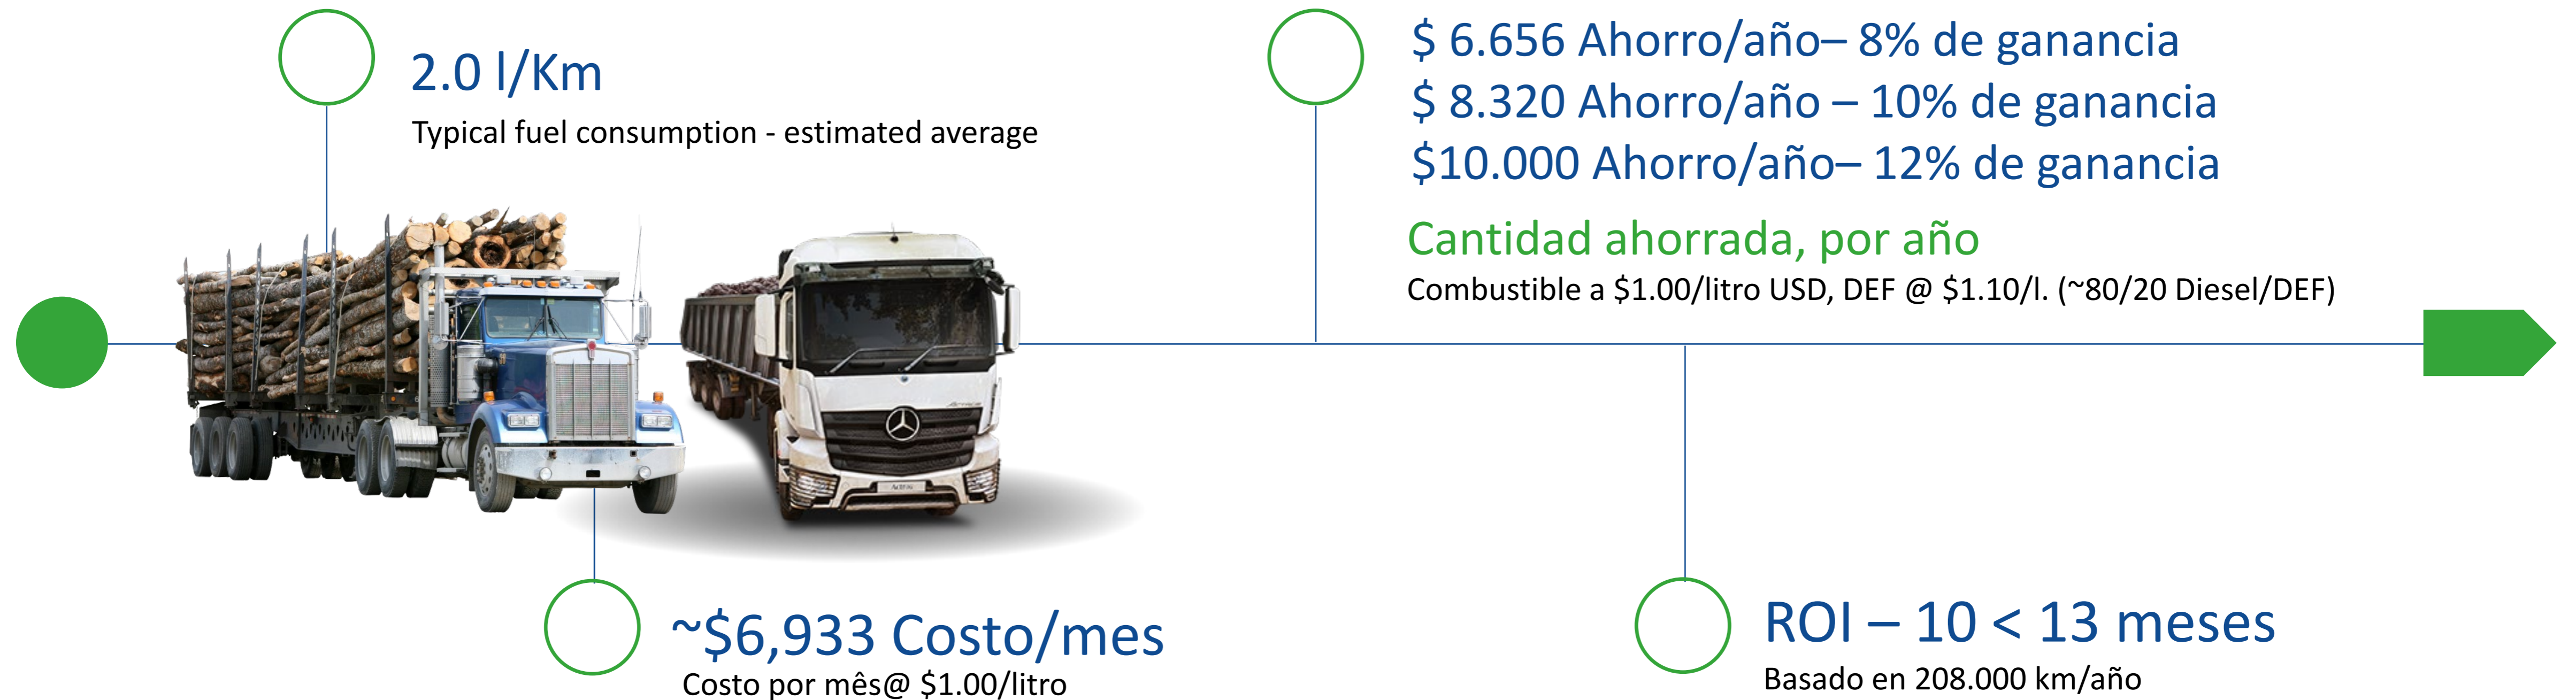 2.0 l/Km
Typical fuel consumption - estimated average
$ 6.656 Ahorro/año– 8% de ganancia
$ 8.320 Ahorro/año – 10% de ganancia
$10.000 Ahorro/año– 12% de ganancia
Cantidad ahorrada, por año
Combustible a $1.00/litro USD, DEF @ $1.10/l. (~80/20 Diesel/DEF)
~$6,933 Costo/mes
Costo por mês@ $1.00/litro
ROI – 10 < 13 meses
Basado en 208.000 km/año